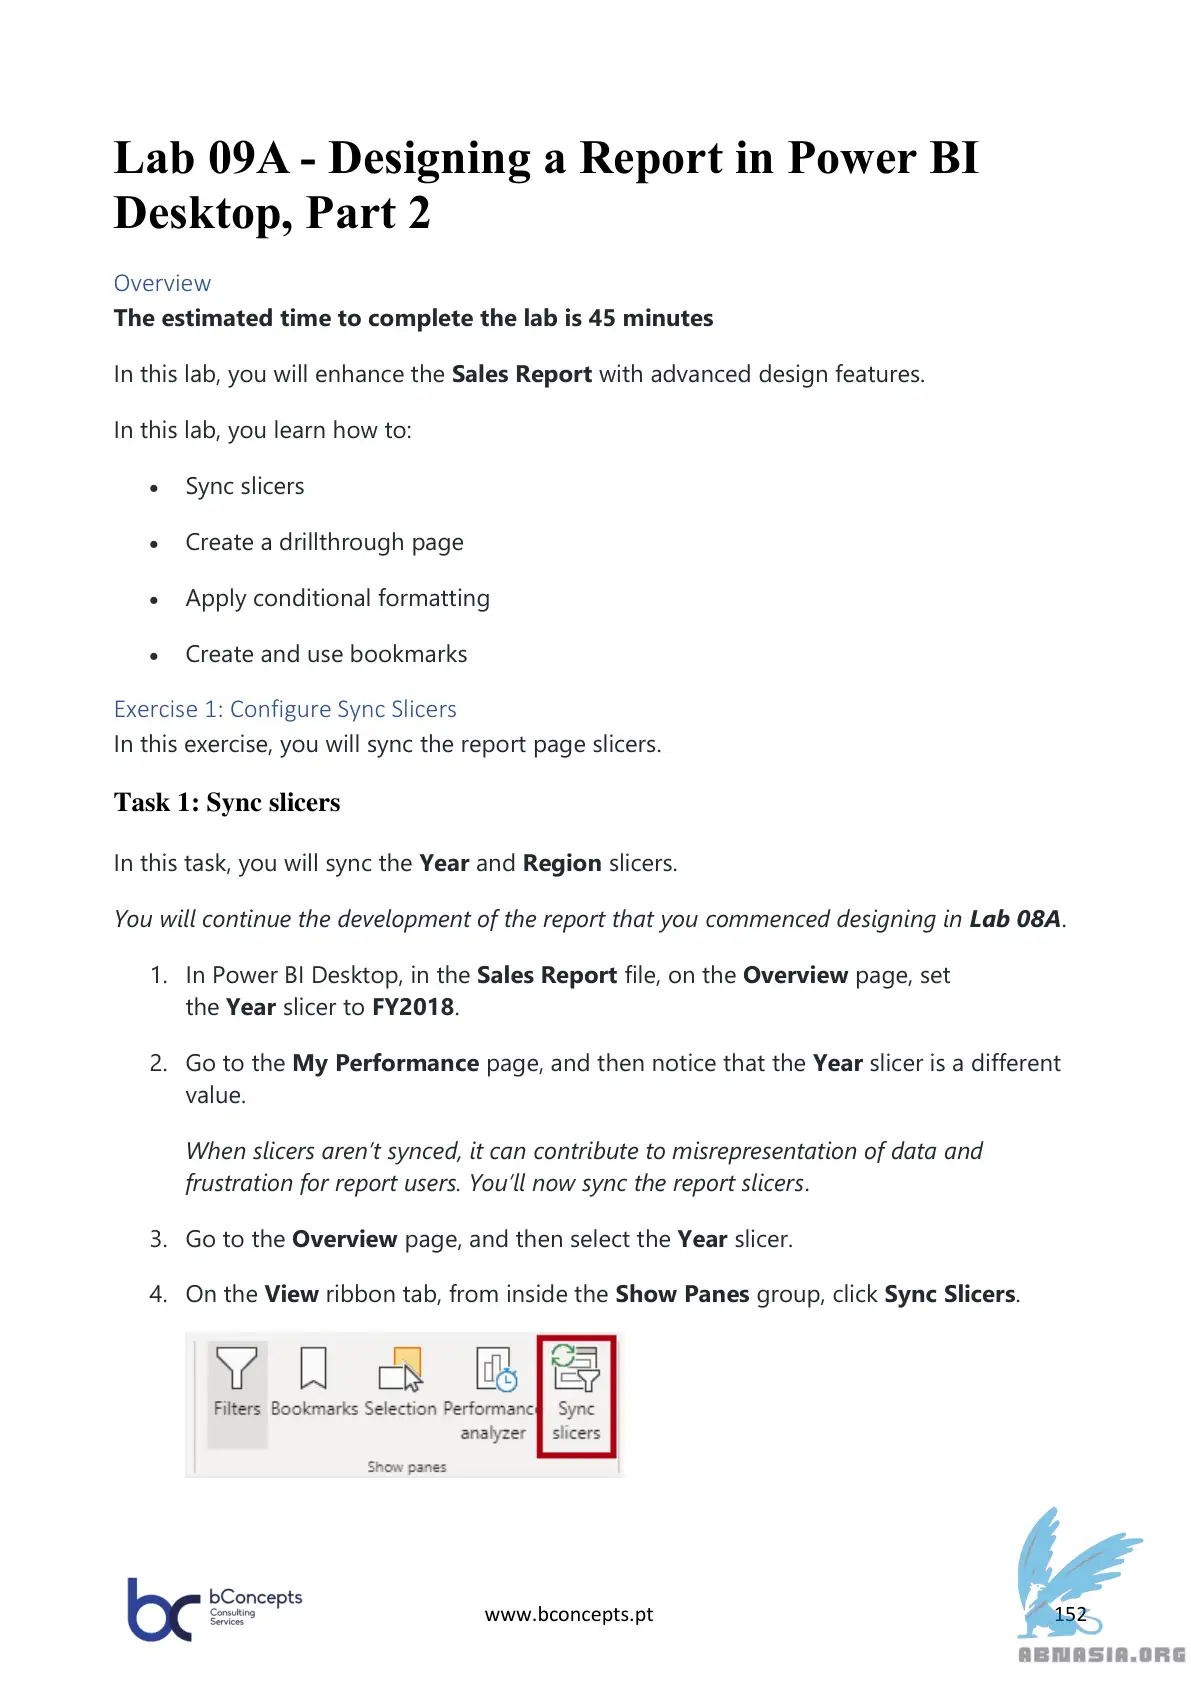 Lab 09A - Designing a Report in Power BI
Desktop, Part 2
Overview
The estimated time to complete the lab is 45 minutes
In this lab, you will enhance the Sales Report with advanced design features.
In this lab, you learn how to:
• Sync slicers
• Create a drillthrough page
• Apply conditional formatting
• Create and use bookmarks
Exercise 1: Configure Sync Slicers
In this exercise, you will sync the report page slicers.
Task 1: Sync slicers
In this task, you will sync the Year and Region slicers.
You will continue the development of the report that you commenced designing in Lab 08A.
1. In Power BI Desktop, in the Sales Report file, on the Overview page, set
the Year slicer to FY2018.
2. Go to the My Performance page, and then notice that the Year slicer is a different
value.
When slicers aren’t synced, it can contribute to misrepresentation of data and
frustration for report users. You’ll now sync the report slicers.
3. Go to the Overview page, and then select the Year slicer.
4. On the View ribbon tab, from inside the Show Panes group, click Sync Slicers.
Filters Bookmarks Selection Performance Sync
analyzer slicers
Show panes
bc bConcepts
Consulting
Services
www.bconcepts.pt
152
ABNASIA.ORG